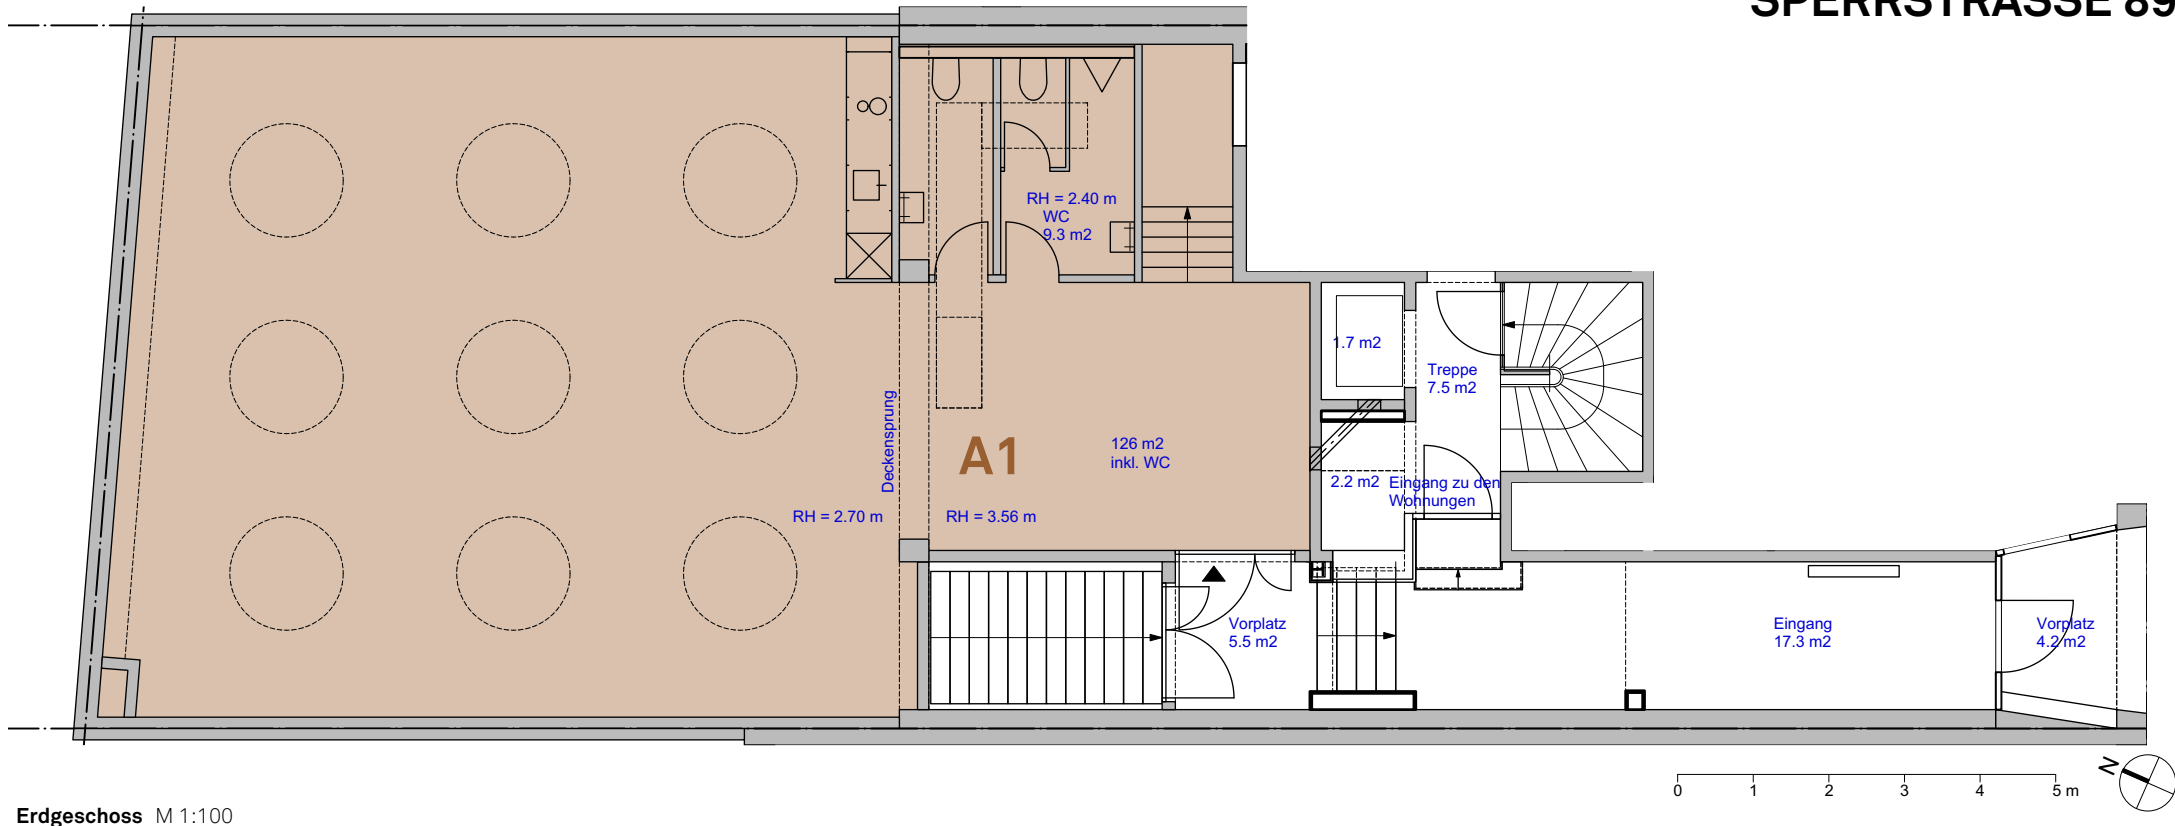 SPERRSTRASSE 89
RH = 2.40 m
WC
9.3 m2
1.7 m2
Treppe
7.5 m2
Deckensprung
A1
126 m2
inkl. WC
2.2 m2
Eingang zu den
Wohnungen
RH = 2.70 m
RH = 3.56 m
Vorplatz
5.5 m2
Eingang
17.3 m2
Vorplatz
4.2 m2
N
0 1 2 3 4 5 m
Erdgeschoss M 1:100